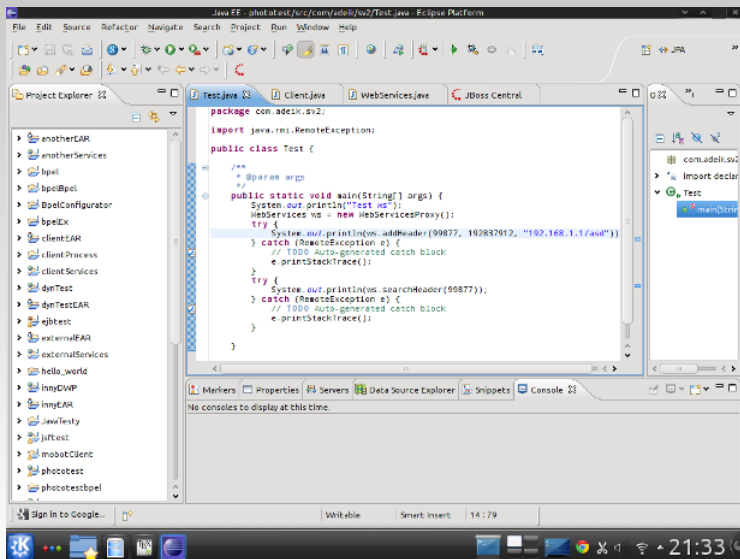 Java EE - phototest/src/com/adeik/sv2/Test.java - Eclipse Platform
File Edit Source Refactor Navigate Search Project Run Window Help
JPA
Project Explorer
Test.java
Client.java
WebServices.java
JBoss Central
anotherEAR
anotherServices
bpel
bpelBpel
BpelConfigurator
bpelEx
clientEAR
clientProcess
clientServices
dynTest
dynTestEAR
ejbtest
externalEAR
externalServices
hello_world
innyDWP
innyEAR
JavaTesty
jsftest
mobotClient
phototest
phototestbpel
package com.adeik.sv2;
import java.rmi.RemoteException;
public class Test {
/**
* @param args
*/
public static void main(String[] args) {
System.out.println("Test ws");
WebServices ws = new WebServicesProxy();
try {
System.out.println(ws.addHeader(99877, 192837912, "192.168.1.1/asd"))
} catch (RemoteException e) {
// TODO Auto-generated catch block
e.printStackTrace();
}
try {
System.out.println(ws.searchHeader(99877));
} catch (RemoteException e) {
// TODO Auto-generated catch block
e.printStackTrace();
}
}
com.adeik.sv2
import declar
Test
main(Strin
Markers
Properties
Servers
Data Source Explorer
Snippets
Console
No consoles to display at this time.
Sign in to Google...
Writable
Smart Insert
14 : 79
21:33